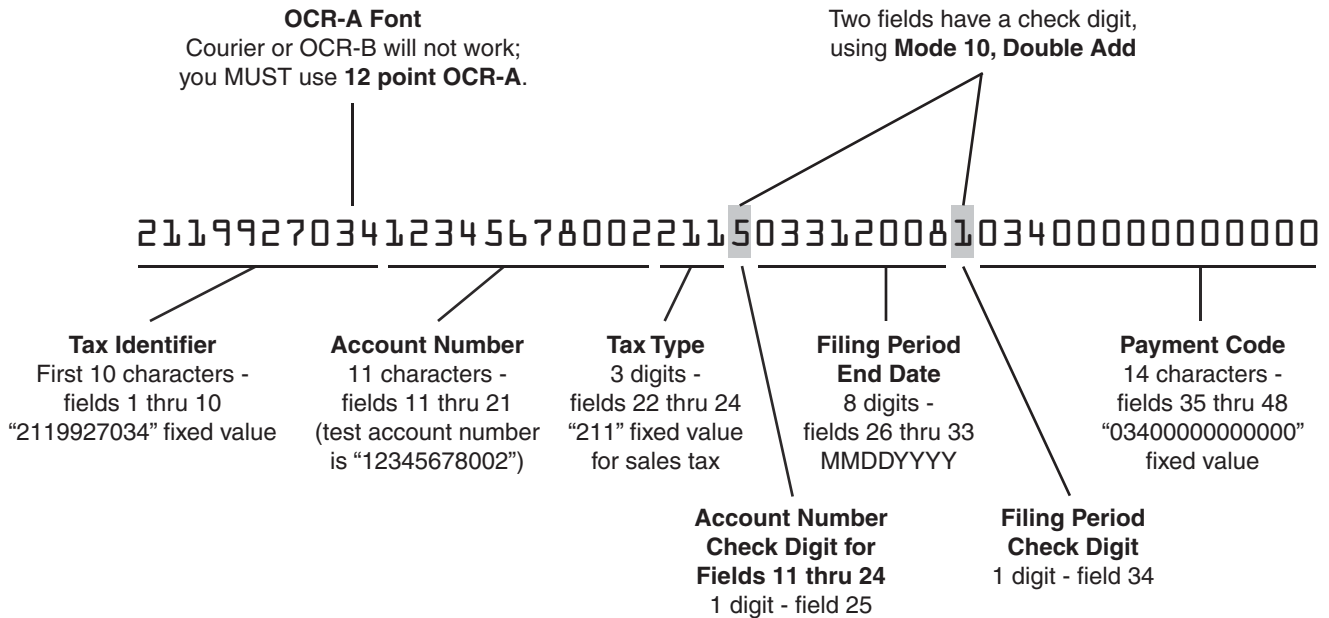 OCR-A Font
Courier or OCR-B will not work;
you MUST use 12 point OCR-A.
Two fields have a check digit,
using Mode 10, Double Add
211992703412345678002211503312008103400000000000
Tax Identifier
First 10 characters -
fields 1 thru 10
“2119927034” fixed value
Account Number
11 characters -
fields 11 thru 21
(test account number
is “12345678002”)
Tax Type
3 digits -
fields 22 thru 24
“211” fixed value
for sales tax
Filing Period
End Date
8 digits -
fields 26 thru 33
MMDDYYYY
Payment Code
14 characters -
fields 35 thru 48
“03400000000000”
fixed value
Account Number
Check Digit for
Fields 11 thru 24
1 digit - field 25
Filing Period
Check Digit
1 digit - field 34